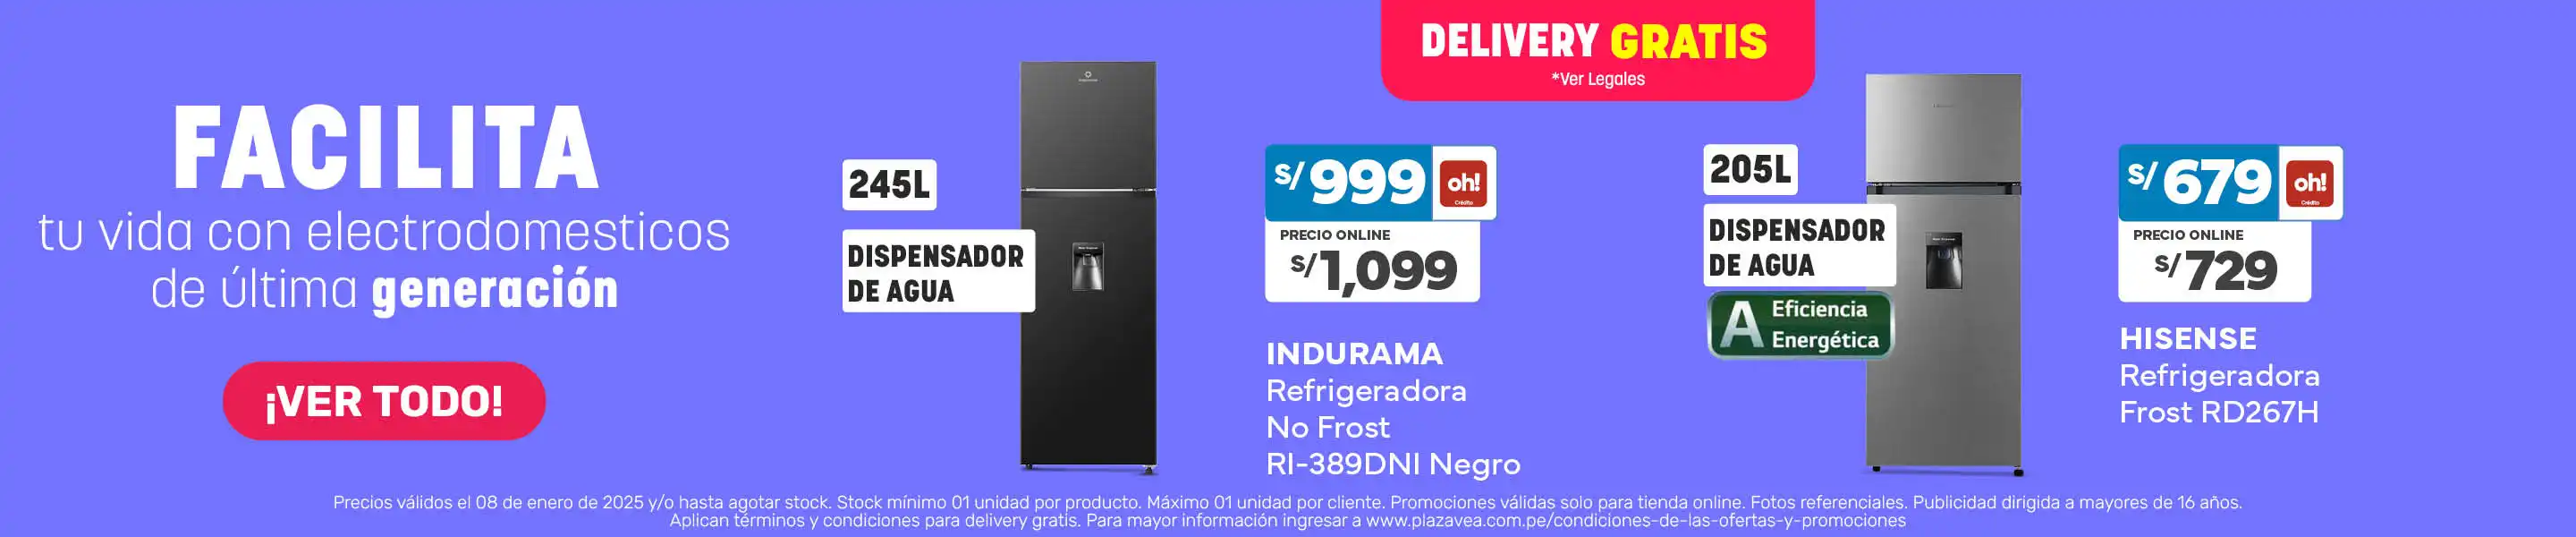 FACILITA
tu vida con electrodomesticos
de última generación
¡VER TODO!
DELIVERY GRATIS
*Ver Legales
245L
DISPENSADOR
DE AGUA
S/999
oh!
Crédito
PRECIO ONLINE
S/1,099
INDURAMA
Refrigeradora
No Frost
RI-389DNI Negro
205L
DISPENSADOR
DE AGUA
A
Eficiencia
Energética
S/679
oh!
Crédito
PRECIO ONLINE
S/729
HISENSE
Refrigeradora
Frost RD267H
Precios válidos el 08 de enero de 2025 y/o hasta agotar stock. Stock mínimo 01 unidad por producto. Máximo 01 unidad por cliente. Promociones válidas solo para tienda online. Fotos referenciales. Publicidad dirigida a mayores de 16 años.
Aplican términos y condiciones para delivery gratis. Para mayor información ingresar a www.plazavea.com.pe/condiciones-de-las-ofertas-y-promociones